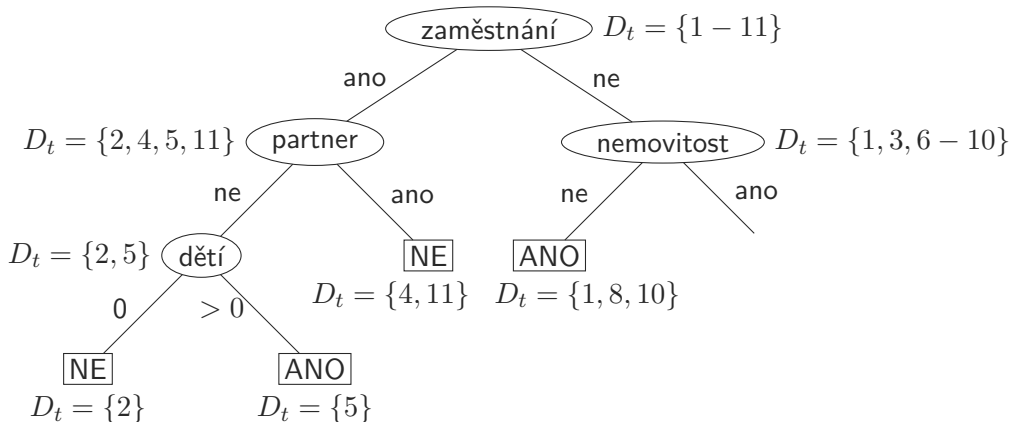 zaměstnání D_t = {1 − 11}
ano ne
D_t = {2, 4, 5, 11} partner nemovitost D_t = {1, 3, 6 − 10}
ne ano ne ano
D_t = {2, 5} dětí NE ANO
D_t = {4, 11} D_t = {1, 8, 10}
0 > 0
NE ANO
D_t = {2} D_t = {5}